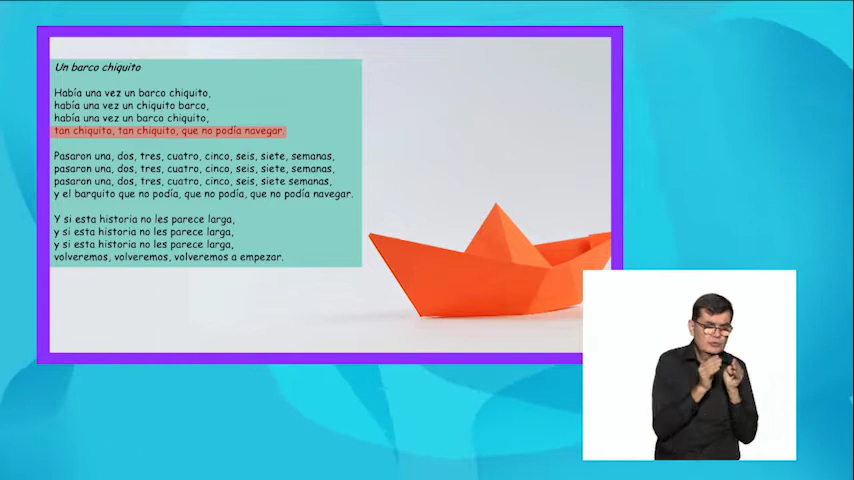 Un barco chiquito
Había una vez un barco chiquito,
había una vez un chiquito barco,
había una vez un barco chiquito,
tan chiquito, tan chiquito, que no podía navegar.
Pasaron una, dos, tres, cuatro, cinco, seis, siete, semanas,
pasaron una, dos, tres, cuatro, cinco, seis, siete, semanas,
pasaron una, dos, tres, cuatro, cinco, seis, siete semanas,
y el barquito que no podía, que no podía, que no podía navegar.
Y si esta historia no les parece larga,
y si esta historia no les parece larga,
y si esta historia no les parece larga,
volveremos, volveremos, volveremos a empezar.